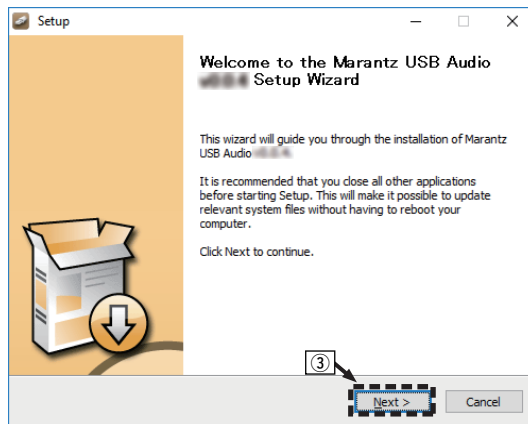 Setup
Welcome to the Marantz USB Audio
Setup Wizard
This wizard will guide you through the installation of Marantz
USB Audio
It is recommended that you close all other applications
before starting Setup. This will make it possible to update
relevant system files without having to reboot your
computer.
Click Next to continue.
③
Next >
Cancel